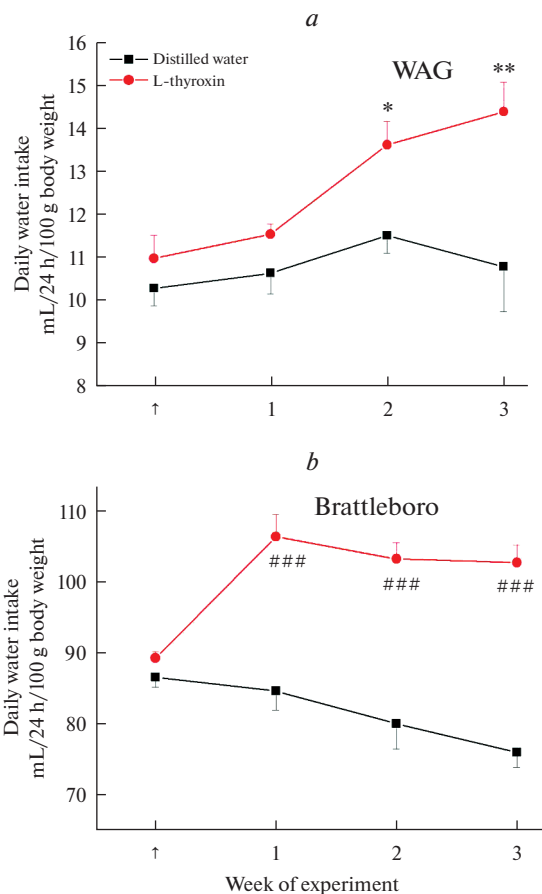 a
16
15
14
13
12
11
10
9
8
Distilled water
L-thyroxin
WAG
*
**
Daily water intake
mL/24 h/100 g body weight
↑ 1 2 3
b
110
100
90
80
70
Brattleboro
###
###
###
Daily water intake
mL/24 h/100 g body weight
↑ 1 2 3
Week of experiment